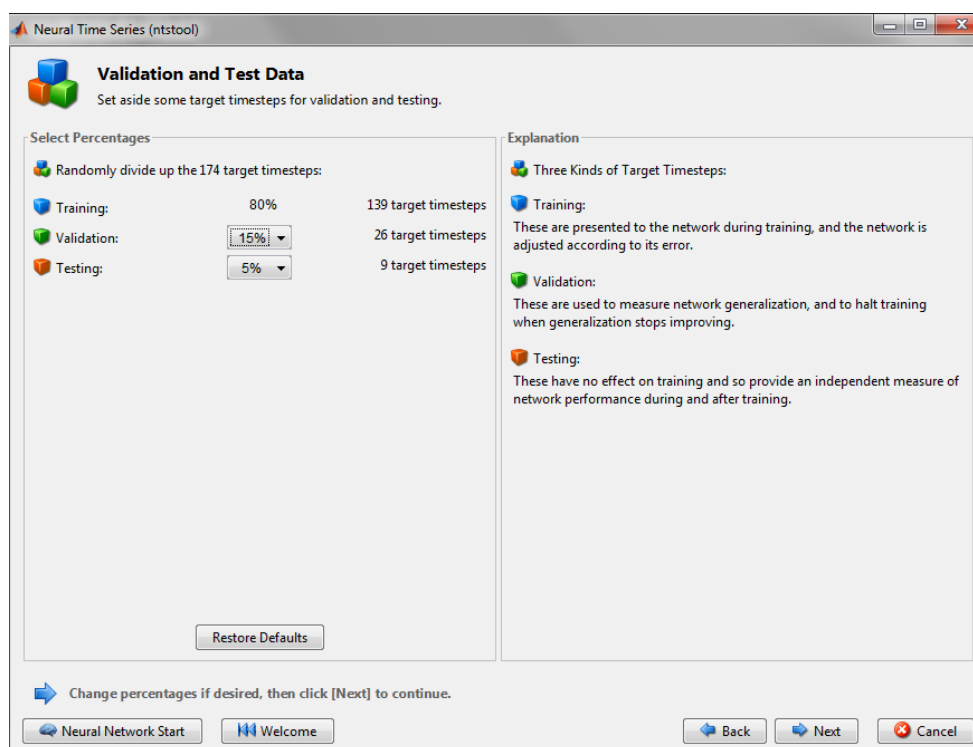 Neural Time Series (ntstool)
Validation and Test Data
Set aside some target timesteps for validation and testing.
Select Percentages
Randomly divide up the 174 target timesteps:
Training: 80% 139 target timesteps
Validation: 15% 26 target timesteps
Testing: 5% 9 target timesteps
Restore Defaults
Explanation
Three Kinds of Target Timesteps:
Training:
These are presented to the network during training, and the network is
adjusted according to its error.
Validation:
These are used to measure network generalization, and to halt training
when generalization stops improving.
Testing:
These have no effect on training and so provide an independent measure of
network performance during and after training.
Change percentages if desired, then click [Next] to continue.
Neural Network Start Welcome Back Next Cancel